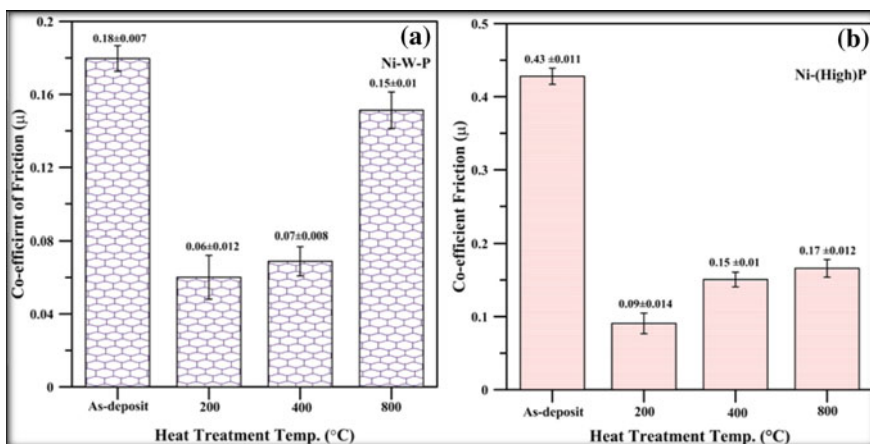 (a)
Ni-W-P
Co-efficirnt of Friction (μ)
0.2
0.16
0.12
0.08
0.04
0
0.18±0.007
0.06±0.012
0.07±0.008
0.15±0.01
As-deposit 200 400 800
Heat Treatment Temp. (°C)
(b)
Ni-(High)P
Co-efficient Friction (μ)
0.5
0.4
0.3
0.2
0.1
0
0.43 ±0.011
0.09±0.014
0.15 ±0.01
0.17 ±0.012
As-deposit 200 400 800
Heat Treatment Temp. (°C)